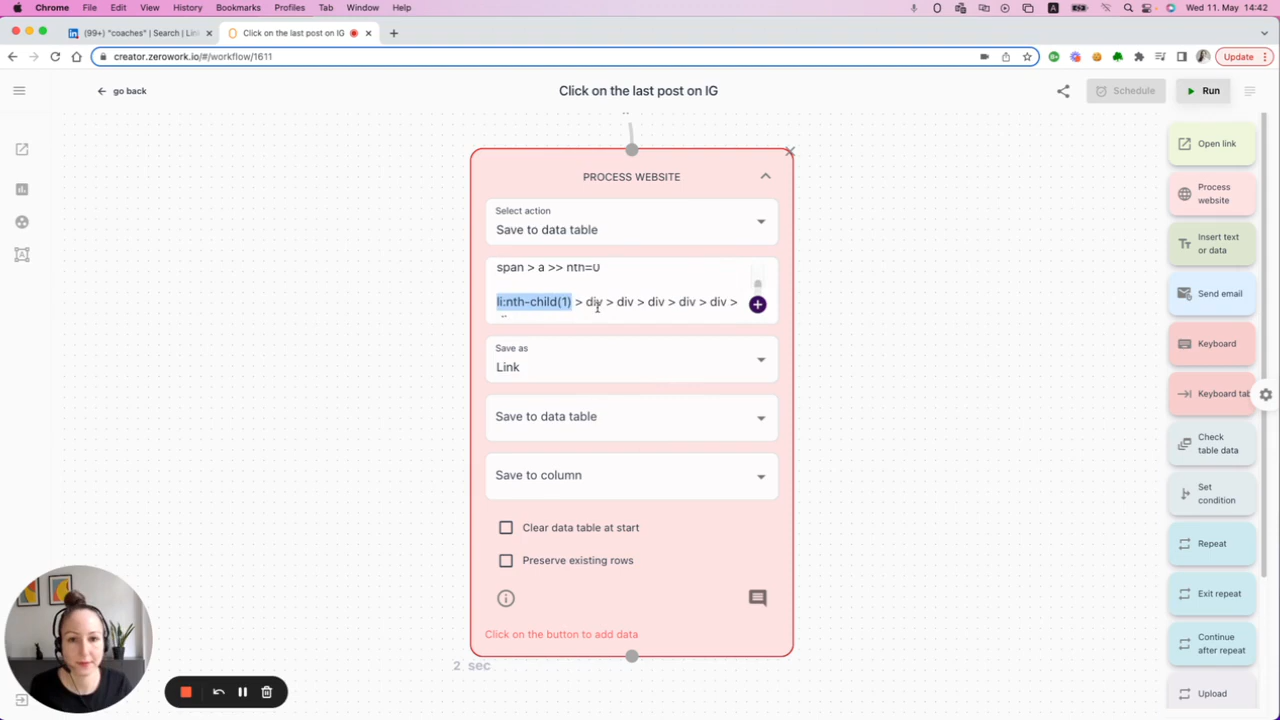 Chrome File Edit View History Bookmarks Profiles Tab Window Help
A
Wed 11. May 14:42
(99+) "coaches" | Search | Lin
Click on the last post on IG
creator.zerowork.io/#/workflow/1611
Update
go back
Click on the last post on IG
Schedule
Run
PROCESS WEBSITE
Select action
Save to data table
span > a >> nth=0
li:nth-child(1) > div > div > div > div > div >
Save as
Link
Save to data table
Save to column
Clear data table at start
Preserve existing rows
Click on the button to add data
2 sec
Open link
Process
website
Insert text
or data
Send email
Keyboard
Keyboard tab
Check
table data
Set
condition
Repeat
Exit repeat
Continue
after repeat
Upload